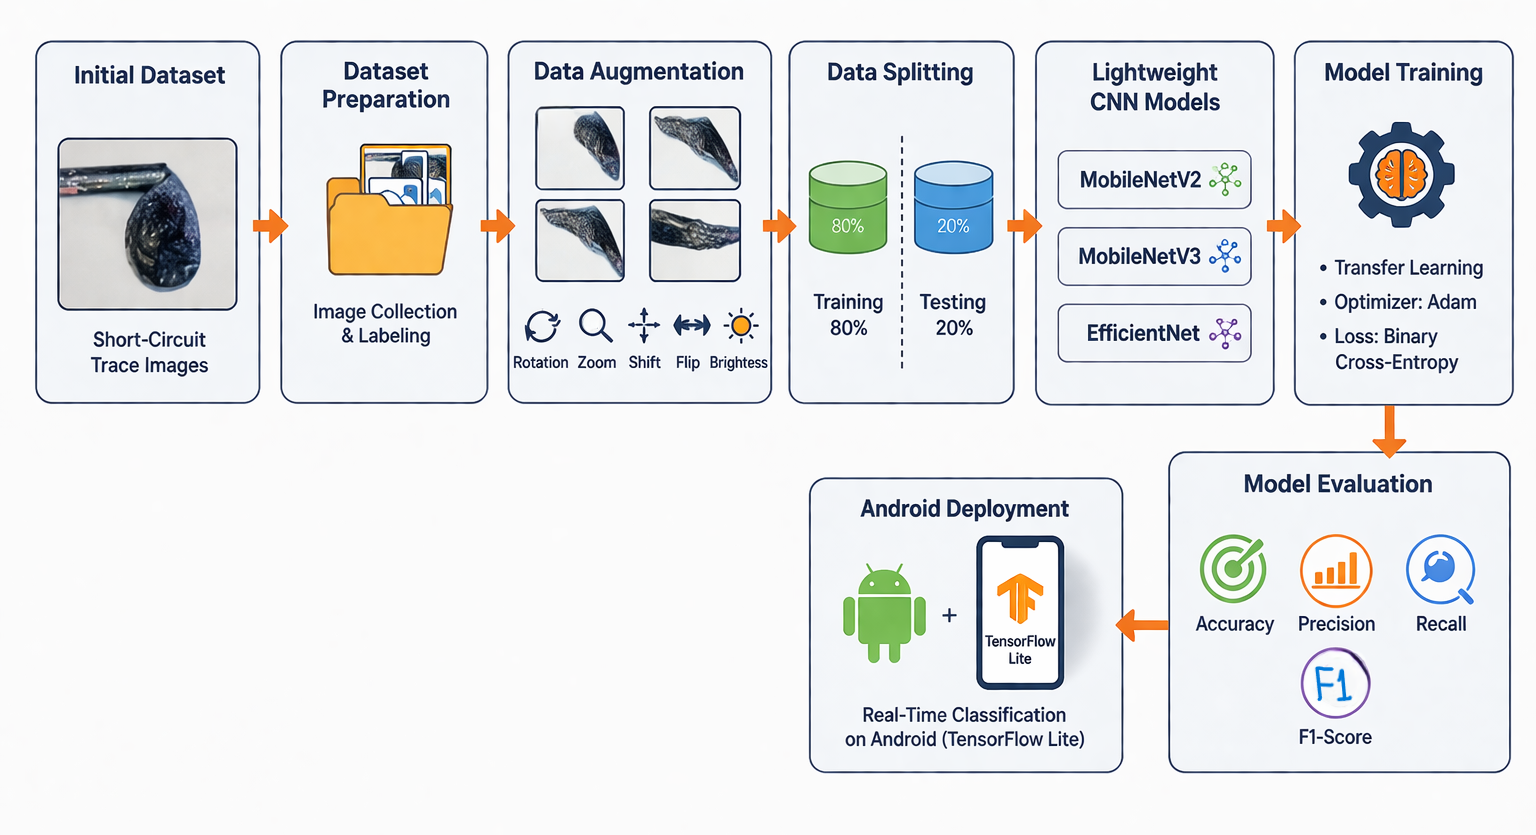 Initial Dataset
Short-Circuit
Trace Images
Dataset
Preparation
Image Collection
& Labeling
Data Augmentation
Rotation Zoom Shift Flip Brightess
Data Splitting
80% 20%
Training Testing
80% 20%
Lightweight
CNN Models
MobileNetV2
MobileNetV3
EfficientNet
Model Training
• Transfer Learning
• Optimizer: Adam
• Loss: Binary
Cross-Entropy
Model Evaluation
Accuracy Precision Recall
F1
F1-Score
Android Deployment
+
TensorFlow
Lite
Real-Time Classification
on Android (TensorFlow Lite)